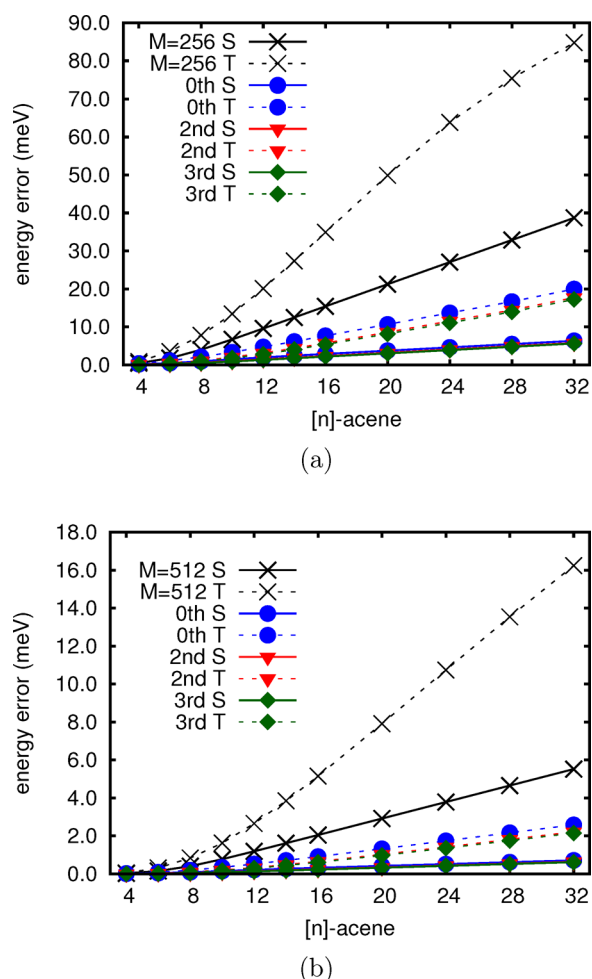 90.0
80.0
70.0
60.0
50.0
40.0
30.0
20.0
10.0
0.0
energy error (meV)
M=256 S
M=256 T
0th S
0th T
2nd S
2nd T
3rd S
3rd T
4 8 12 16 20 24 28 32
[n]-acene
(a)
18.0
16.0
14.0
12.0
10.0
8.0
6.0
4.0
2.0
0.0
energy error (meV)
M=512 S
M=512 T
0th S
0th T
2nd S
2nd T
3rd S
3rd T
4 8 12 16 20 24 28 32
[n]-acene
(b)